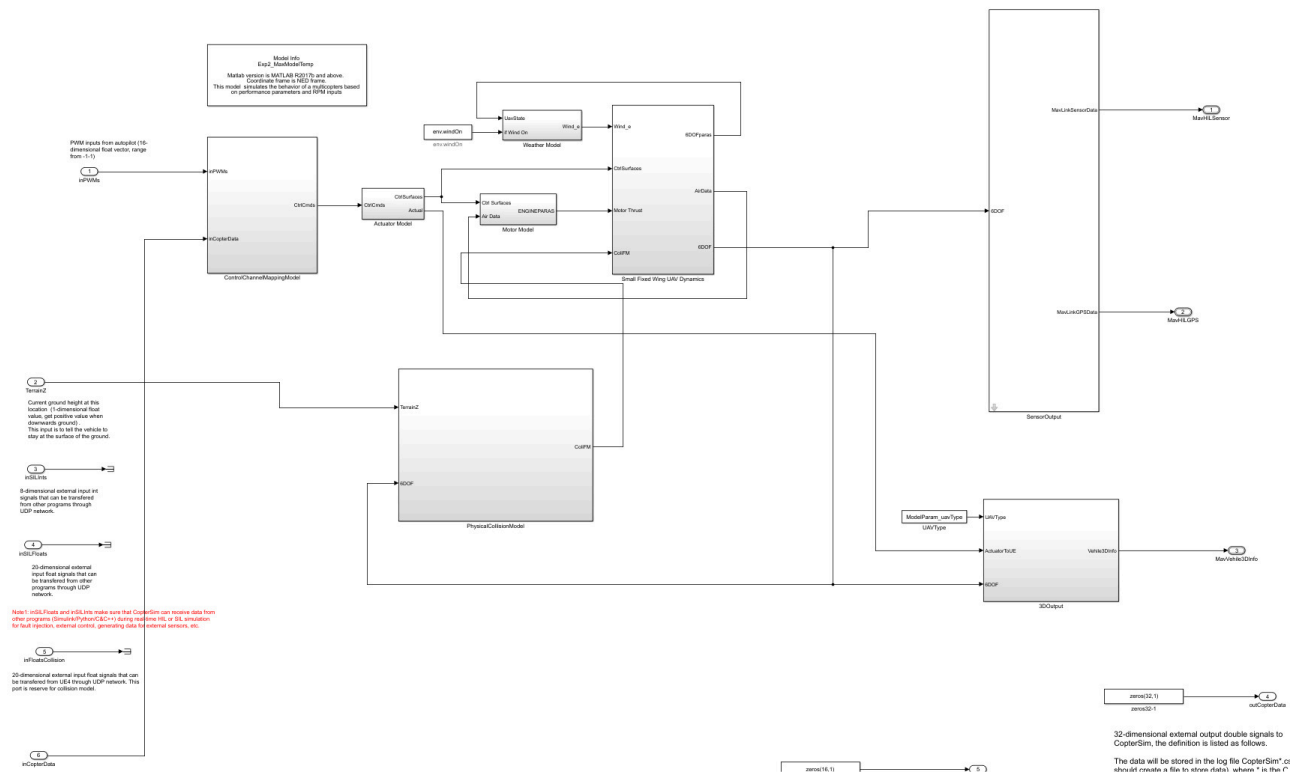 Model Info
Exp2_MaxModelTemp
Matlab version is MATLAB R2017b and above.
Coordinate frame is NED frame.
This model simulates the behavior of a multicopters based
on performance parameters and RPM inputs
PWM inputs from autopilot (16-
dimensional float vector, range
from -1-1)
1
inPWMs
inPWMs
inCopterData
CtrlCmds
ControlChannelMappingModel
CtrlCmds
CtrlSurfaces
Actual
Actuator Model
env.windOn
env.windOn
UavState
If Wind On
Wind_e
Weather Model
Ctrl Surfaces
Air Data
ENGINEPARAS
Motor Model
Wind_e
CtrlSurfaces
Motor Thrust
ColiFM
6DOFparas
AirData
6DOF
Small Fixed Wing UAV Dynamics
6DOF
MavLinkSensorData
MavLinkGPSData
SensorOutput
1
MavHILSensor
2
MavHILGPS
2
TerrainZ
Current ground height at this
location (1-dimensional float
value, get positive value when
downwards ground) .
This input is to tell the vehicle to
stay at the surface of the ground.
TerrainZ
6DOF
ColiFM
PhysicalCollisionModel
3
inSILInts
8-dimensional external input int
signals that can be transfered
from other programs through
UDP network.
4
inSILFloats
20-dimensional external
input float signals that can
be transfered from other
programs through UDP
network.
Note1: inSILFloats and inSILInts make sure that CopterSim can receive data from
other programs (Simulink/Python/C&C++) during real-time HIL or SIL simulation
for fault injection, external control, generating data for external sensors, etc.
5
inFloatsCollision
20-dimensional external input float signals that can
be transfered from UE4 through UDP network. This
port is reserve for collision model.
6
inCopterData
ModelParam_uavType
UAVType
UAVType
ActuatorToUE
6DOF
Vehile3DInfo
3DOutput
3
MavVehile3DInfo
zeros(32,1)
zeros32-1
4
outCopterData
32-dimensional external output double signals to
CopterSim, the definition is listed as follows.
The data will be stored in the log file CopterSim*.cs
should create a file to store data), where * is the C
zeros(16,1)
5